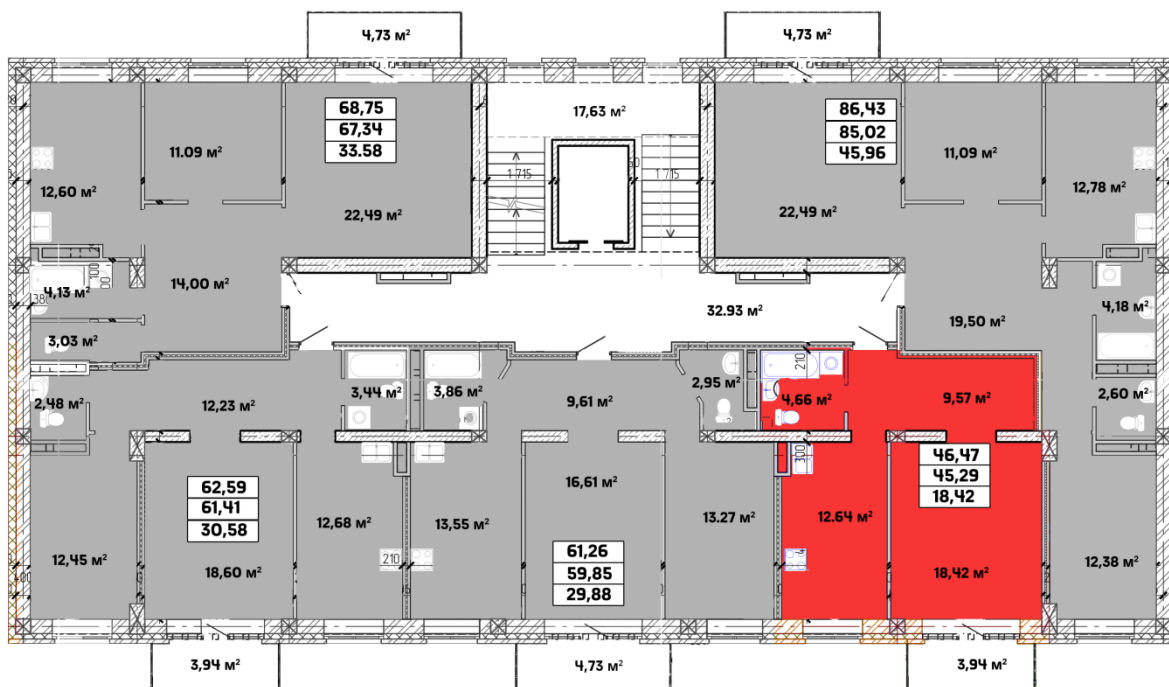 4,73 м²
4,73 м²
68,75
67,34
33.58
17,63 м²
86,43
85,02
45,96
11.09 м²
11,09 м²
1 715
1 715
12,60 м²
12,78 м²
22,49 м²
22,49 м²
4,13 м²
100
14,00 м²
32.93 м²
4,18 м²
19,50 м²
3,03 м²
210
2,48 м²
3,44 м²
3,86 м²
2,95 м²
4,66 м²
9,57 м²
2,60 м²
12,23 м²
9,61 м²
300
46,47
45,29
18,42
62,59
61,41
30,58
16,61 м²
12,68 м²
13,55 м²
13.27 м²
12.64 м²
61,26
59,85
29,88
210
12,45 м²
18,60 м²
18,42 м²
12,38 м²
3,94 м²
4,73 м²
3,94 м²